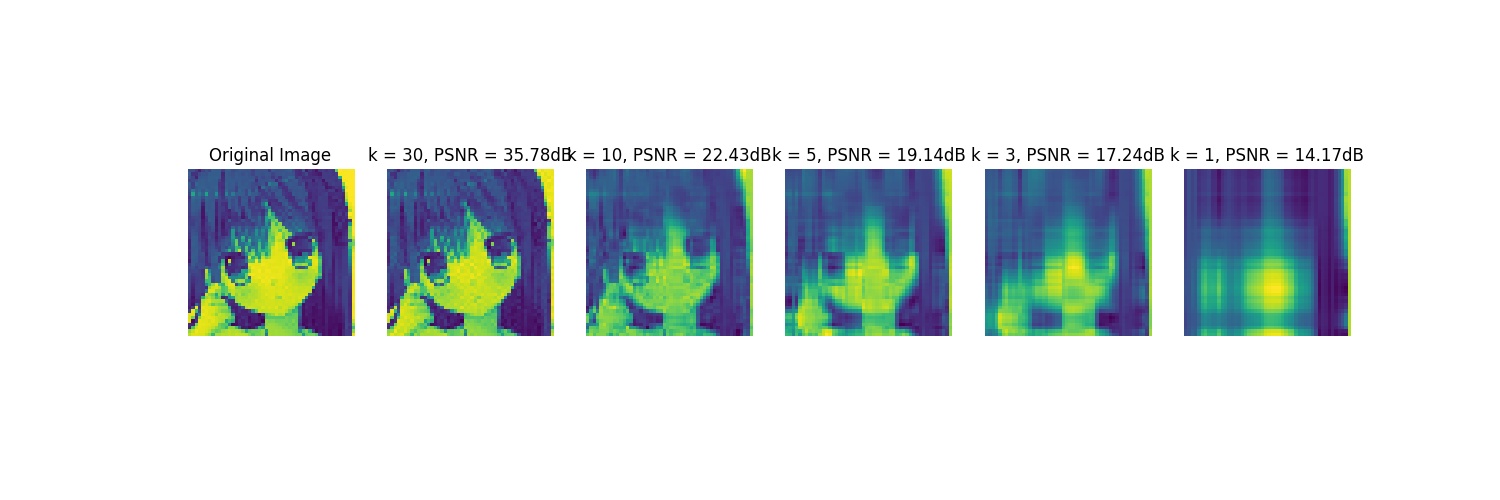 Original Image
k = 30, PSNR = 35.78dB
k = 10, PSNR = 22.43dB
k = 5, PSNR = 19.14dB
k = 3, PSNR = 17.24dB
k = 1, PSNR = 14.17dB